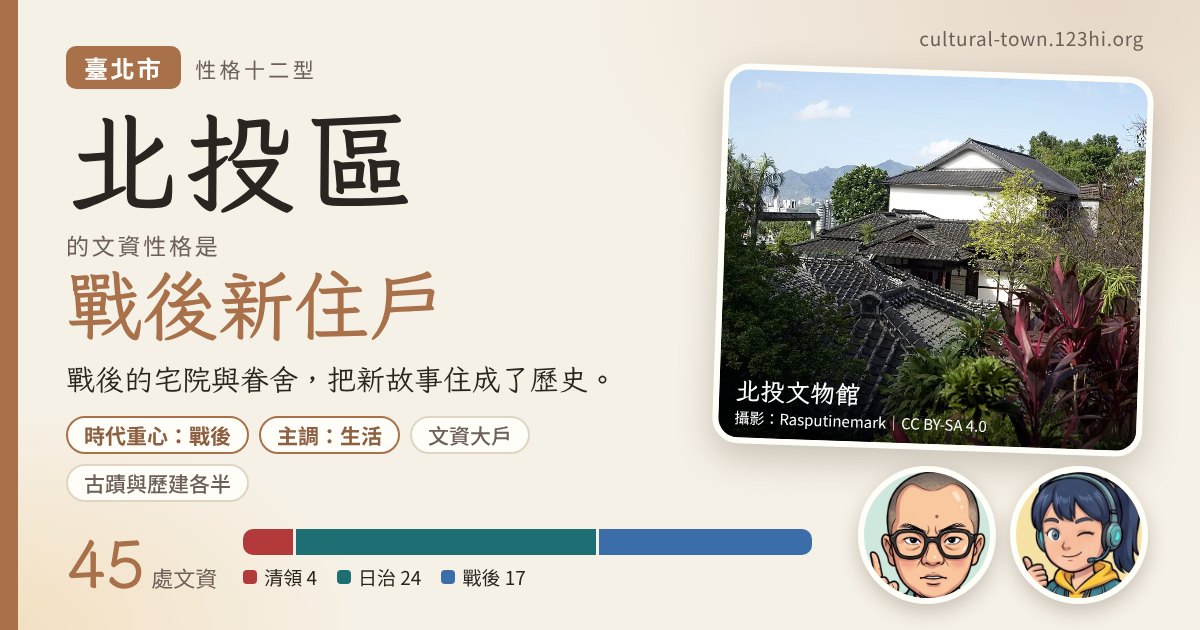 cultural-town.123hi.org
臺北市 性格十二型
北投區
的文資性格是
戰後新住戶
戰後的宅院與眷舍，把新故事住成了歷史。
時代重心：戰後 主調：生活 文資大戶
古蹟與歷建各半
45 處文資
清領 4 日治 24 戰後 17
北投文物館
攝影：Rasputinemark｜CC BY-SA 4.0